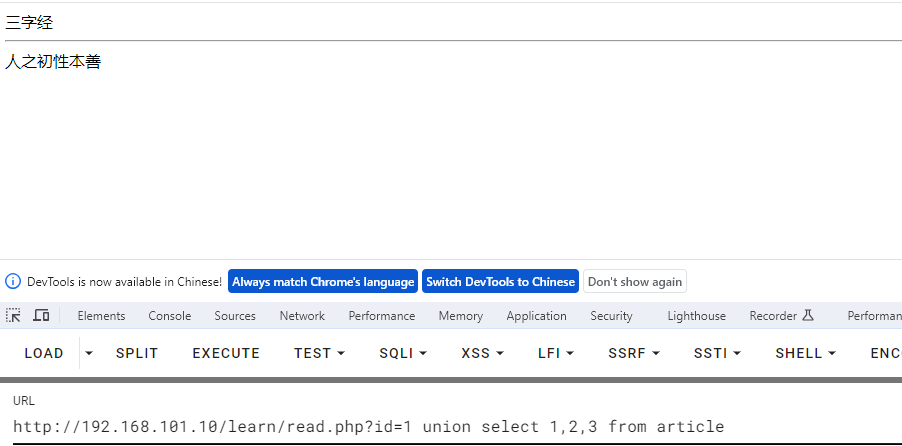 三字经
人之初性本善
DevTools is now available in Chinese! Always match Chrome's language Switch DevTools to Chinese Don't show again
Elements Console Sources Network Performance Memory Application Security Lighthouse Recorder Performan
LOAD SPLIT EXECUTE TEST SQLI XSS LFI SSRF SSTI SHELL ENC
URL
http://192.168.101.10/learn/read.php?id=1 union select 1,2,3 from article